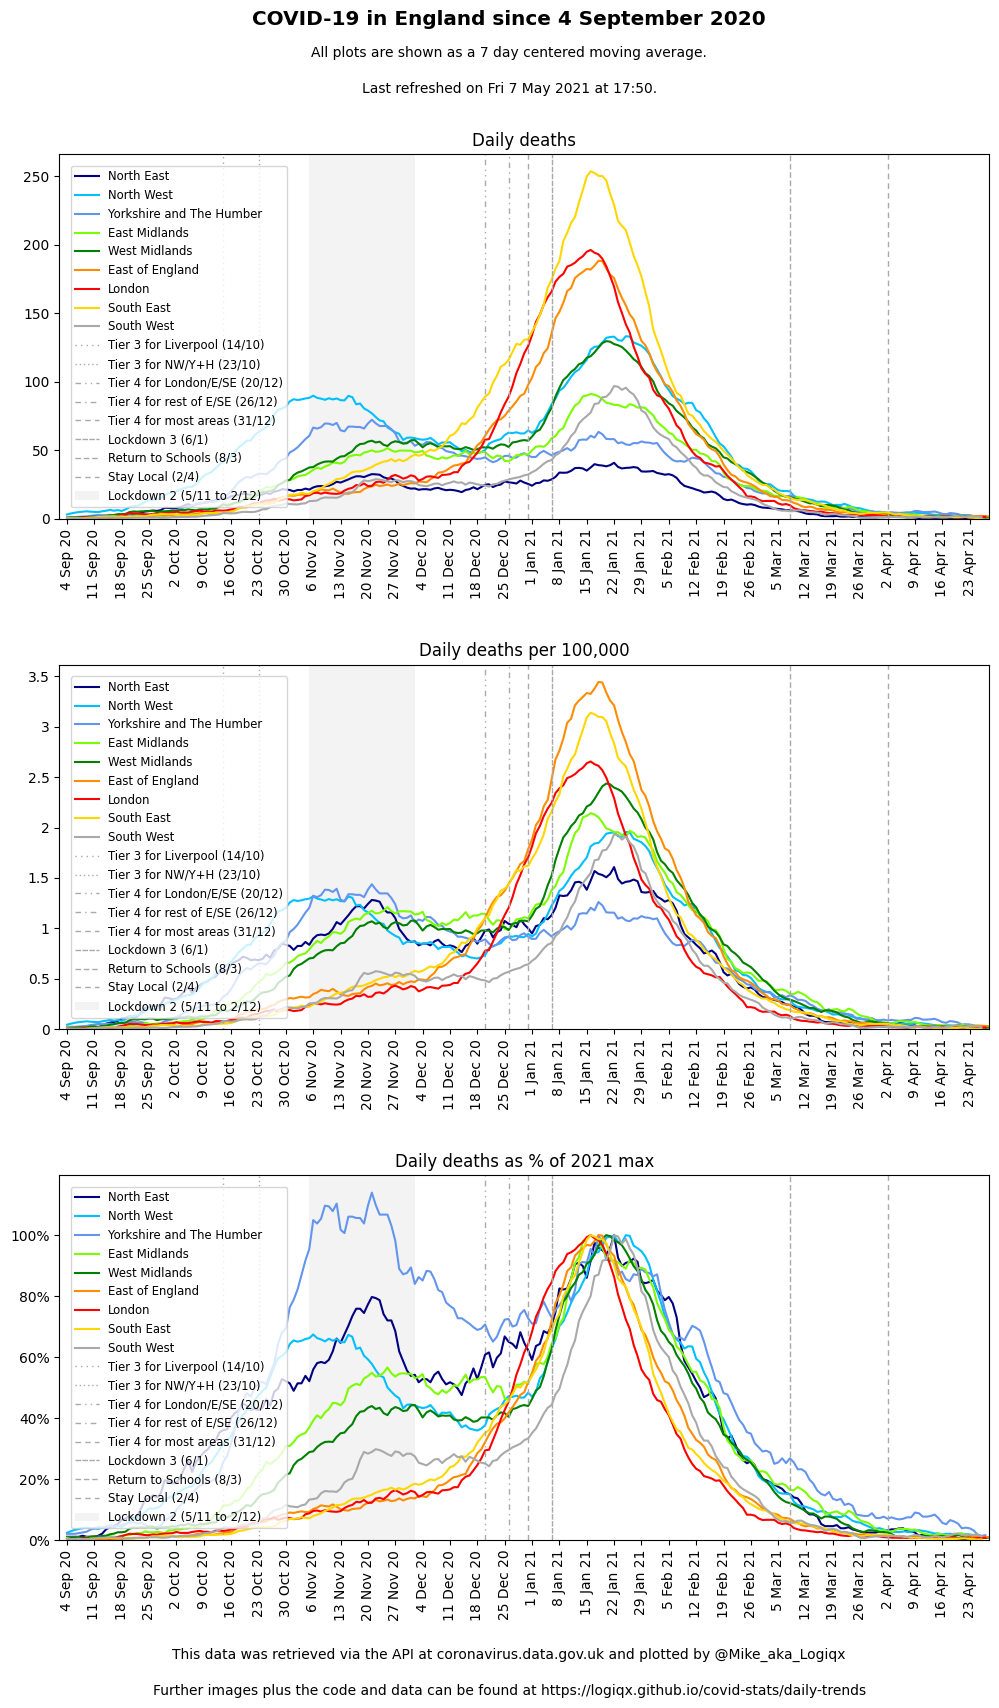 COVID-19 in England since 4 September 2020
All plots are shown as a 7 day centered moving average.
Last refreshed on Fri 7 May 2021 at 17:50.
Daily deaths
250
200
150
100
50
0
North East
North West
Yorkshire and The Humber
East Midlands
West Midlands
East of England
London
South East
South West
Tier 3 for Liverpool (14/10)
Tier 3 for NW/Y+H (23/10)
Tier 4 for London/E/SE (20/12)
Tier 4 for rest of E/SE (26/12)
Tier 4 for most areas (31/12)
Lockdown 3 (6/1)
Return to Schools (8/3)
Stay Local (2/4)
Lockdown 2 (5/11 to 2/12)
4 Sep 20
11 Sep 20
18 Sep 20
25 Sep 20
2 Oct 20
9 Oct 20
16 Oct 20
23 Oct 20
30 Oct 20
6 Nov 20
13 Nov 20
20 Nov 20
27 Nov 20
4 Dec 20
11 Dec 20
18 Dec 20
25 Dec 20
1 Jan 21
8 Jan 21
15 Jan 21
22 Jan 21
29 Jan 21
5 Feb 21
12 Feb 21
19 Feb 21
26 Feb 21
5 Mar 21
12 Mar 21
19 Mar 21
26 Mar 21
2 Apr 21
9 Apr 21
16 Apr 21
23 Apr 21
Daily deaths per 100,000
3.5
3
2.5
2
1.5
1
0.5
0
North East
North West
Yorkshire and The Humber
East Midlands
West Midlands
East of England
London
South East
South West
Tier 3 for Liverpool (14/10)
Tier 3 for NW/Y+H (23/10)
Tier 4 for London/E/SE (20/12)
Tier 4 for rest of E/SE (26/12)
Tier 4 for most areas (31/12)
Lockdown 3 (6/1)
Return to Schools (8/3)
Stay Local (2/4)
Lockdown 2 (5/11 to 2/12)
4 Sep 20
11 Sep 20
18 Sep 20
25 Sep 20
2 Oct 20
9 Oct 20
16 Oct 20
23 Oct 20
30 Oct 20
6 Nov 20
13 Nov 20
20 Nov 20
27 Nov 20
4 Dec 20
11 Dec 20
18 Dec 20
25 Dec 20
1 Jan 21
8 Jan 21
15 Jan 21
22 Jan 21
29 Jan 21
5 Feb 21
12 Feb 21
19 Feb 21
26 Feb 21
5 Mar 21
12 Mar 21
19 Mar 21
26 Mar 21
2 Apr 21
9 Apr 21
16 Apr 21
23 Apr 21
Daily deaths as % of 2021 max
100%
80%
60%
40%
20%
0%
North East
North West
Yorkshire and The Humber
East Midlands
West Midlands
East of England
London
South East
South West
Tier 3 for Liverpool (14/10)
Tier 3 for NW/Y+H (23/10)
Tier 4 for London/E/SE (20/12)
Tier 4 for rest of E/SE (26/12)
Tier 4 for most areas (31/12)
Lockdown 3 (6/1)
Return to Schools (8/3)
Stay Local (2/4)
Lockdown 2 (5/11 to 2/12)
4 Sep 20
11 Sep 20
18 Sep 20
25 Sep 20
2 Oct 20
9 Oct 20
16 Oct 20
23 Oct 20
30 Oct 20
6 Nov 20
13 Nov 20
20 Nov 20
27 Nov 20
4 Dec 20
11 Dec 20
18 Dec 20
25 Dec 20
1 Jan 21
8 Jan 21
15 Jan 21
22 Jan 21
29 Jan 21
5 Feb 21
12 Feb 21
19 Feb 21
26 Feb 21
5 Mar 21
12 Mar 21
19 Mar 21
26 Mar 21
2 Apr 21
9 Apr 21
16 Apr 21
23 Apr 21
This data was retrieved via the API at coronavirus.data.gov.uk and plotted by @Mike_aka_Logiqx
Further images plus the code and data can be found at https://logiqx.github.io/covid-stats/daily-trends